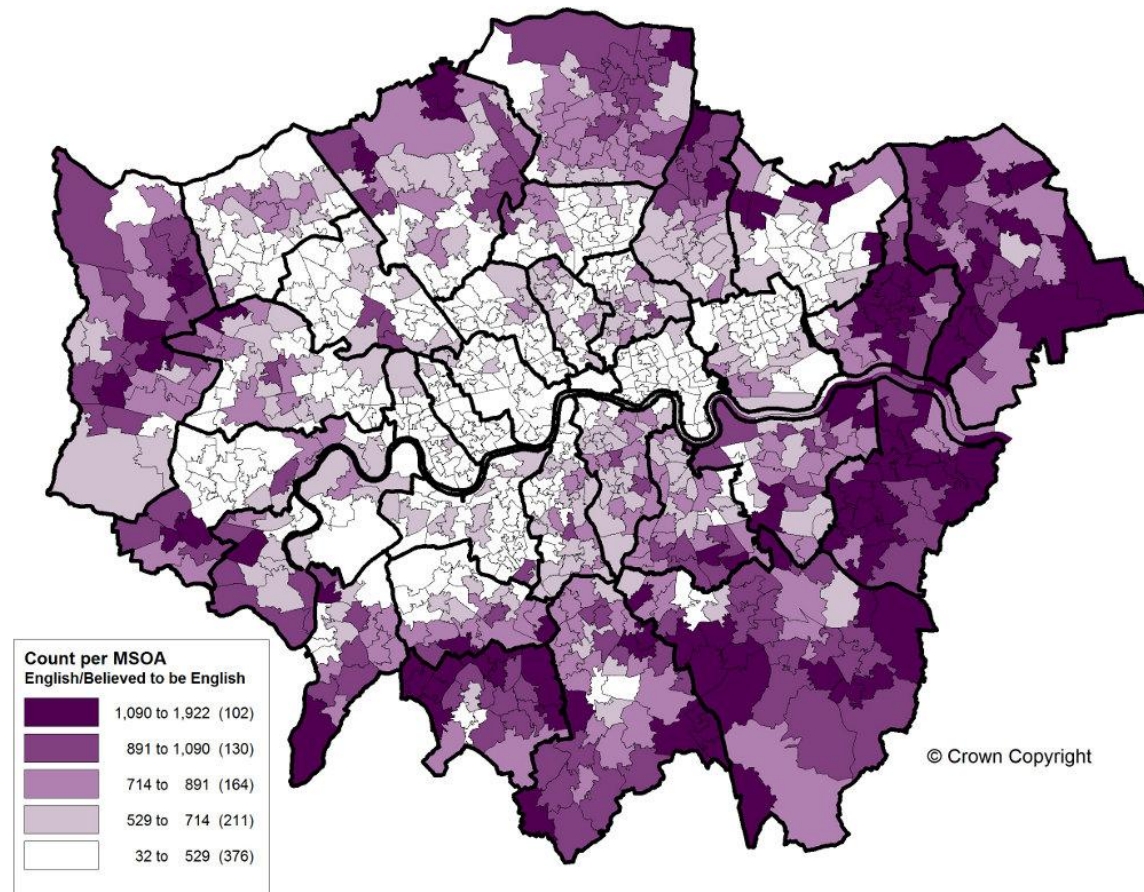 Count per MSOA
English/Believed to be English
1,090 to 1,922 (102)
891 to 1,090 (130)
714 to 891 (164)
529 to 714 (211)
32 to 529 (376)
© Crown Copyright